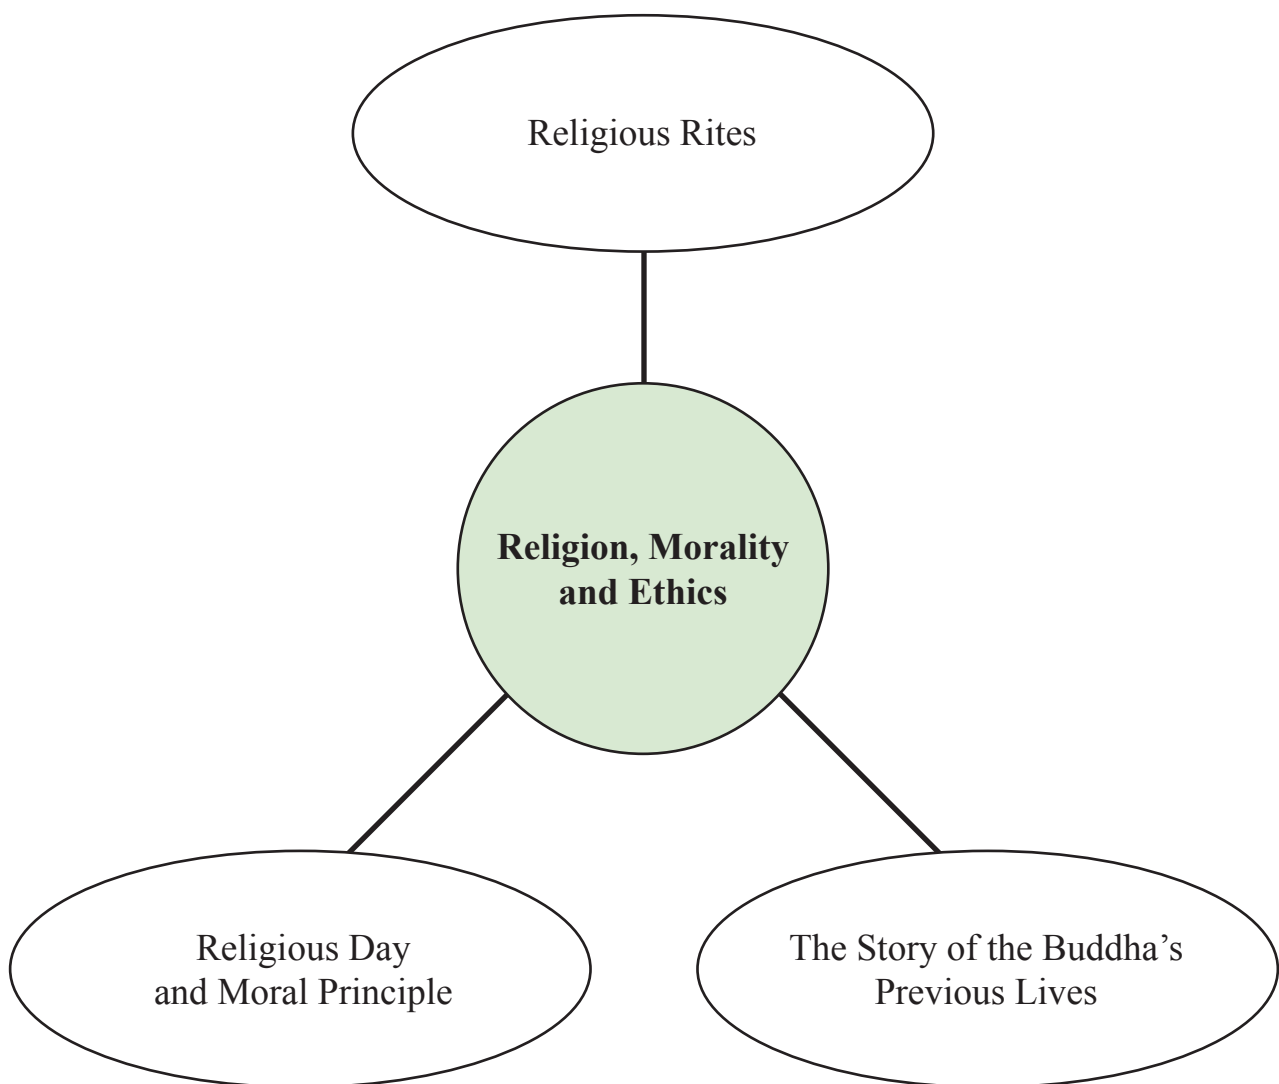 Religious Rites
Religion, Morality
and Ethics
Religious Day
and Moral Principle
The Story of the Buddha’s
Previous Lives